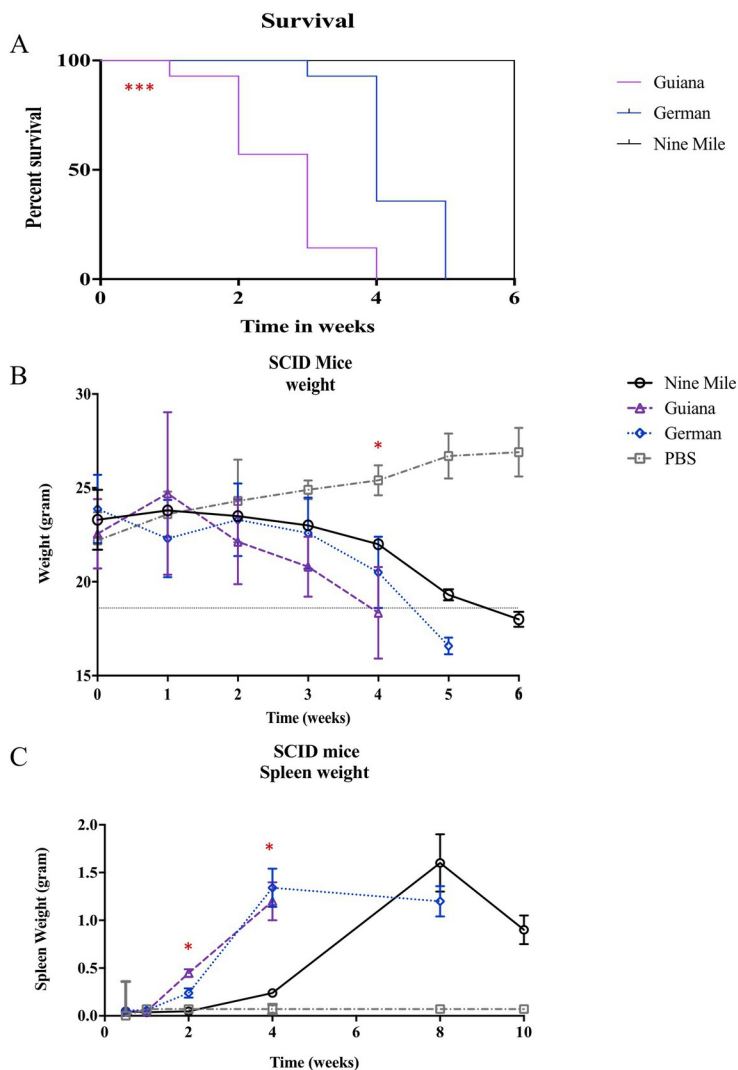 Survival
A
100
50
0
***
Percent survival
0
2
4
6
Time in weeks
Guiana
German
Nine Mile
B
SCID Mice
weight
30
25
20
15
*
Weight (gram)
0
1
2
3
4
5
6
Time (weeks)
Nine Mile
Guiana
German
PBS
C
SCID mice
Spleen weight
2.0
1.5
1.0
0.5
0.0
*
*
Spleen Weight (gram)
0
2
4
6
8
10
Time (weeks)